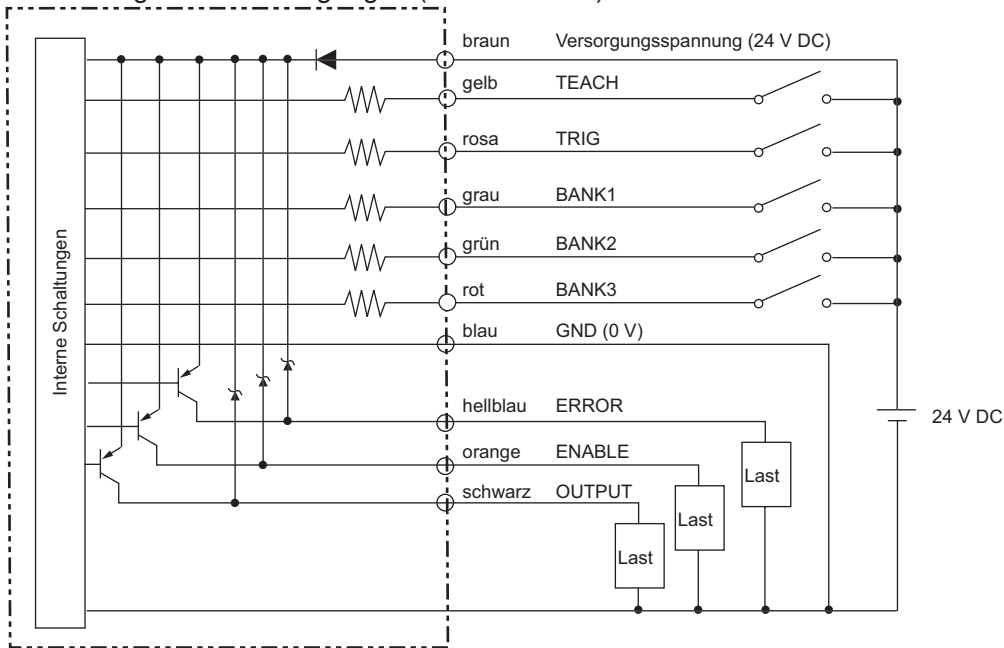 braun Versorgungsspannung (24 V DC)
gelb TEACH
rosa TRIG
grau BANK1
grün BANK2
rot BANK3
blau GND (0 V)
Interne Schaltungen
hellblau ERROR
24 V DC
orange ENABLE
schwarz OUTPUT
Last
Last
Last